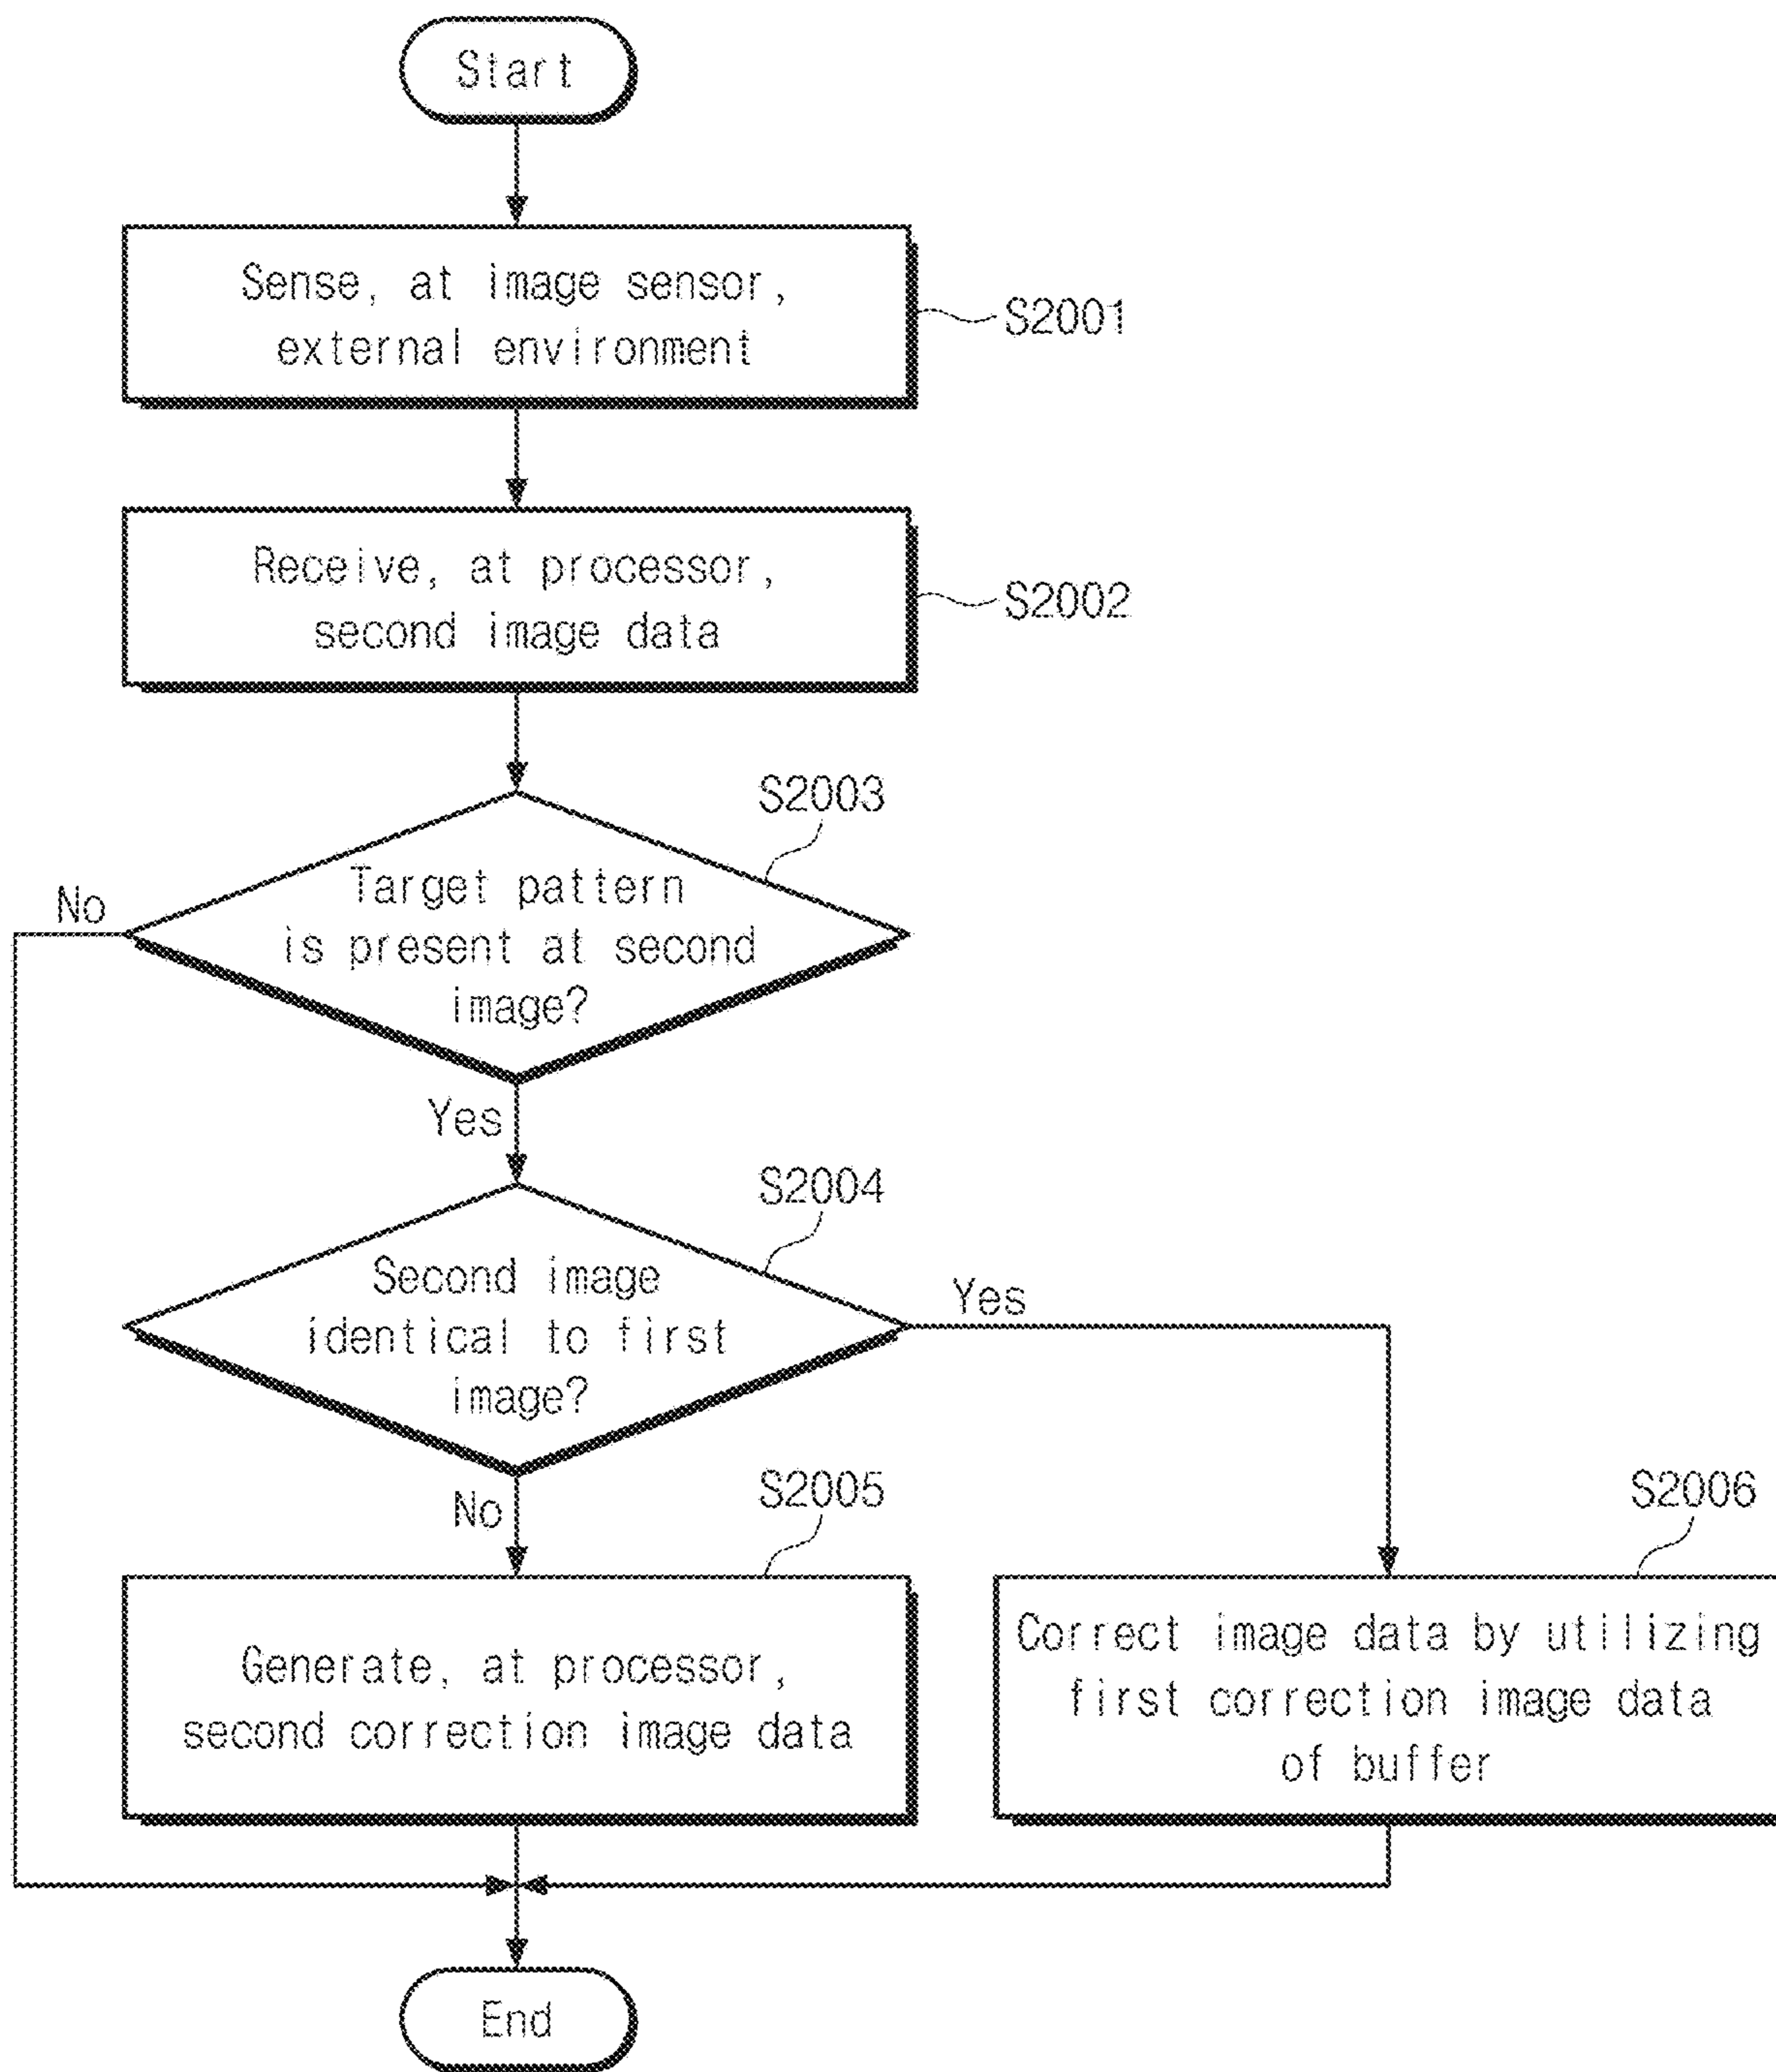 Start
Sense, at image sensor,
external environment
S2001
Receive, at processor,
second image data
S2002
S2003
Target pattern
is present at second
image?
No
Yes
S2004
Second image
identical to first
image?
Yes
No
S2005
Generate, at processor,
second correction image data
S2006
Correct image data by utilizing
first correction image data
of buffer
End